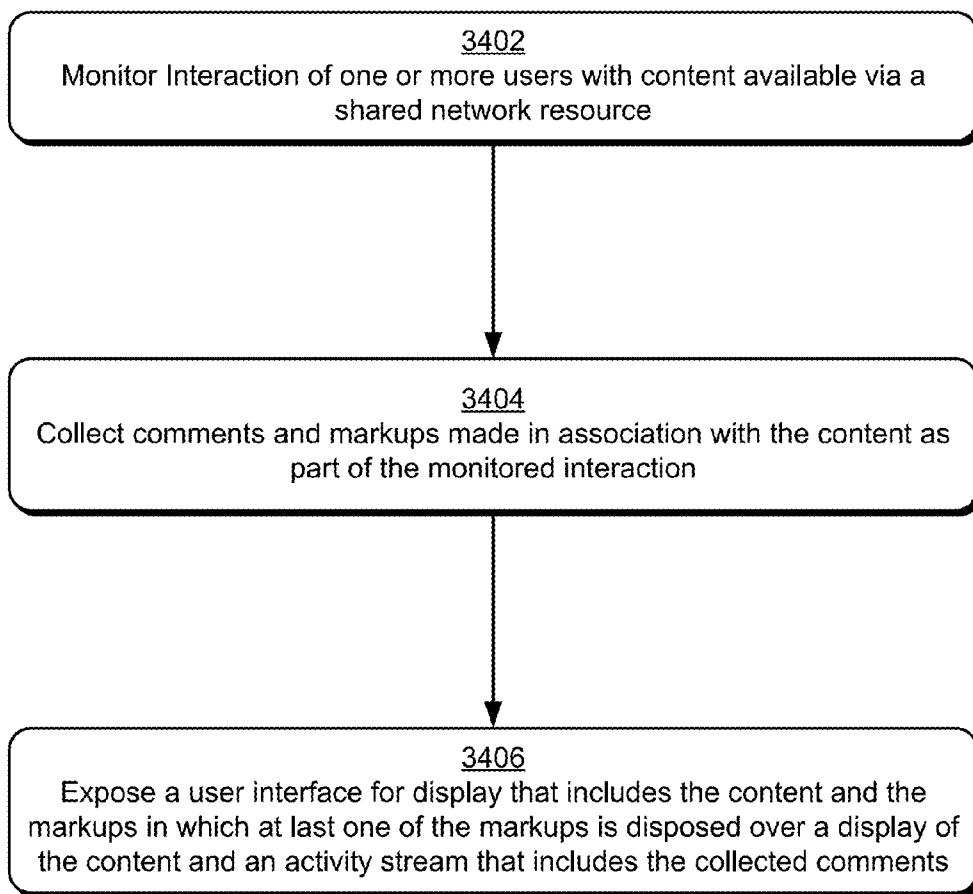 3402
Monitor Interaction of one or more users with content available via a
shared network resource
3404
Collect comments and markups made in association with the content as
part of the monitored interaction
3406
Expose a user interface for display that includes the content and the
markups in which at last one of the markups is disposed over a display of
the content and an activity stream that includes the collected comments